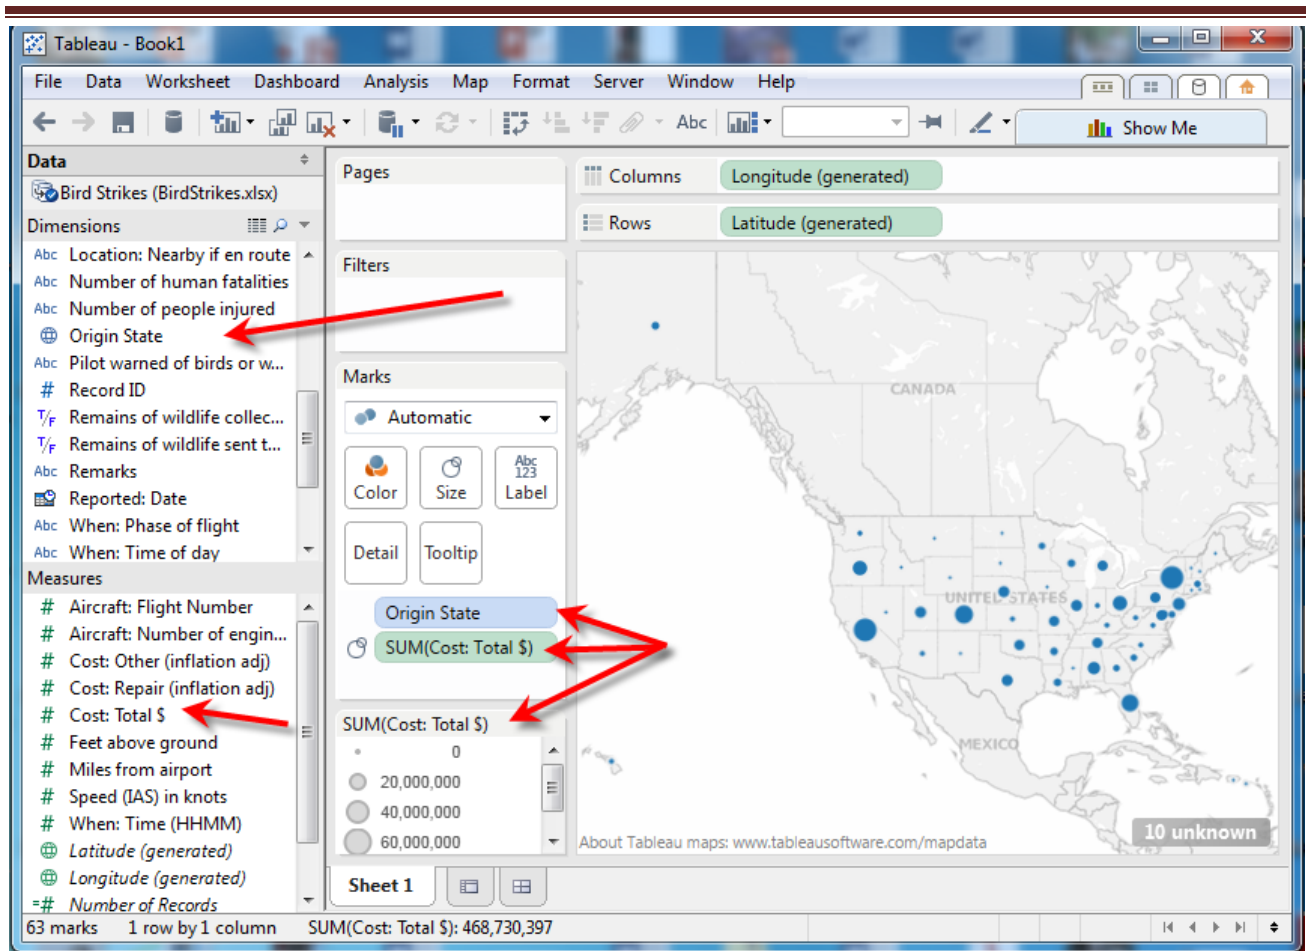 Tableau - Book1
File Data Worksheet Dashboard Analysis Map Format Server Window Help
Abc
Show Me
Data
Bird Strikes (BirdStrikes.xlsx)
Dimensions
Abc Location: Nearby if en route
Abc Number of human fatalities
Abc Number of people injured
Origin State
Abc Pilot warned of birds or w...
# Record ID
T/F Remains of wildlife collec...
T/F Remains of wildlife sent t...
Abc Remarks
Reported: Date
Abc When: Phase of flight
Abc When: Time of day
Measures
# Aircraft: Flight Number
# Aircraft: Number of engin...
# Cost: Other (inflation adj)
# Cost: Repair (inflation adj)
# Cost: Total $
# Feet above ground
# Miles from airport
# Speed (IAS) in knots
# When: Time (HHMM)
Latitude (generated)
Longitude (generated)
=# Number of Records
Pages
Filters
Marks
Automatic
Color Size Abc 123 Label
Detail Tooltip
Origin State
SUM(Cost: Total $)
SUM(Cost: Total $)
0
20,000,000
40,000,000
60,000,000
Columns Longitude (generated)
Rows Latitude (generated)
CANADA
UNITED STATES
MEXICO
10 unknown
About Tableau maps: www.tableausoftware.com/mapdata
Sheet 1
63 marks 1 row by 1 column SUM(Cost: Total $): 468,730,397